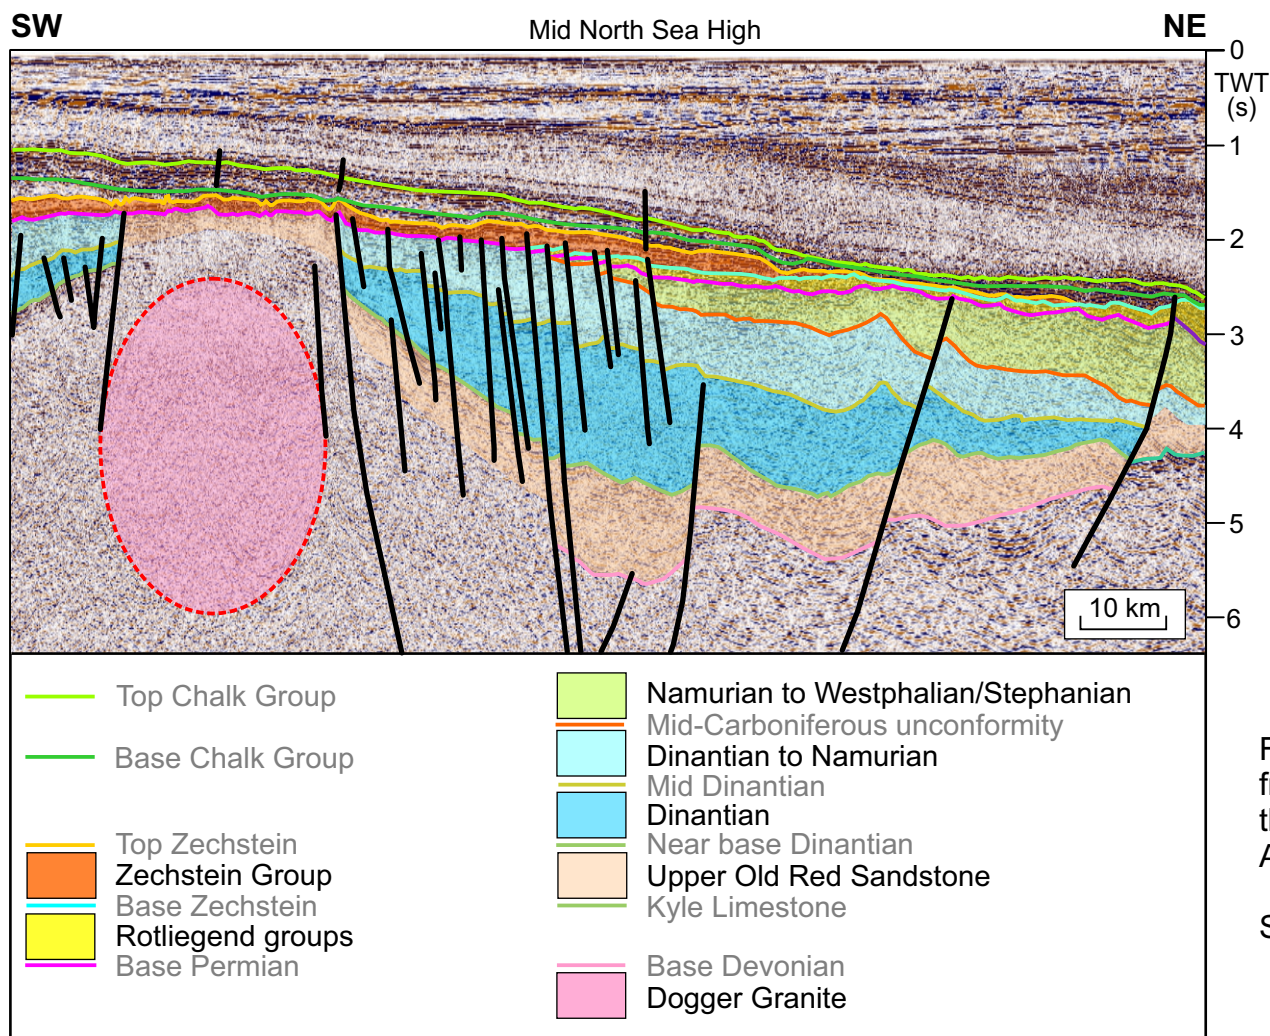 SW
Mid North Sea High
NE
0
TWT
(s)
1
2
3
4
5
6
10 km
Top Chalk Group
Base Chalk Group
Top Zechstein
Zechstein Group
Base Zechstein
Rotliegend groups
Base Permian
Namurian to Westphalian/Stephanian
Mid-Carboniferous unconformity
Dinantian to Namurian
Mid Dinantian
Dinantian
Near base Dinantian
Upper Old Red Sandstone
Kyle Limestone
Base Devonian
Dogger Granite